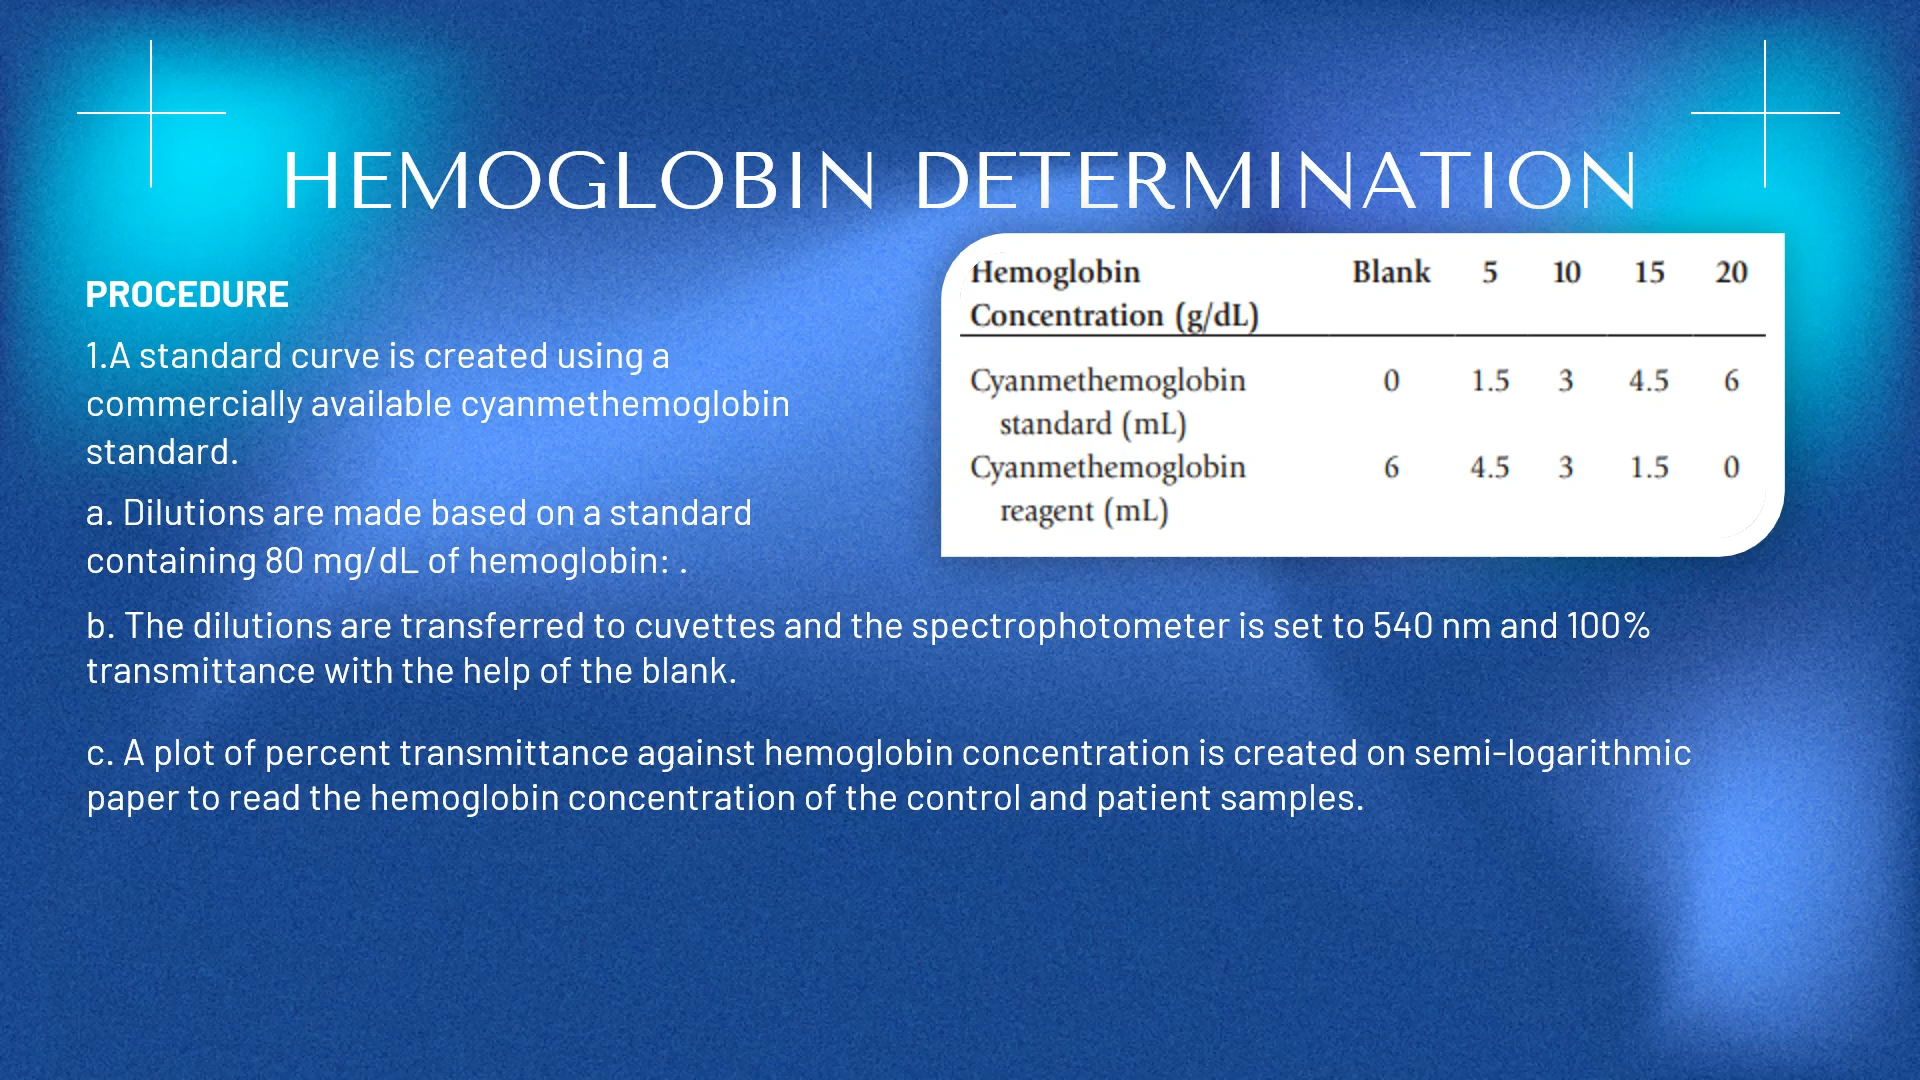 HEMOGLOBIN DETERMINATION
PROCEDURE
1.A standard curve is created using a
commercially available cyanmethemoglobin
standard.
a. Dilutions are made based on a standard
containing 80 mg/dL of hemoglobin: .
Hemoglobin Blank 5 10 15 20
Concentration (g/dL)
Cyanmethemoglobin 0 1.5 3 4.5 6
standard (mL)
Cyanmethemoglobin 6 4.5 3 1.5 0
reagent (mL)
b. The dilutions are transferred to cuvettes and the spectrophotometer is set to 540 nm and 100%
transmittance with the help of the blank.
c. A plot of percent transmittance against hemoglobin concentration is created on semi-logarithmic
paper to read the hemoglobin concentration of the control and patient samples.